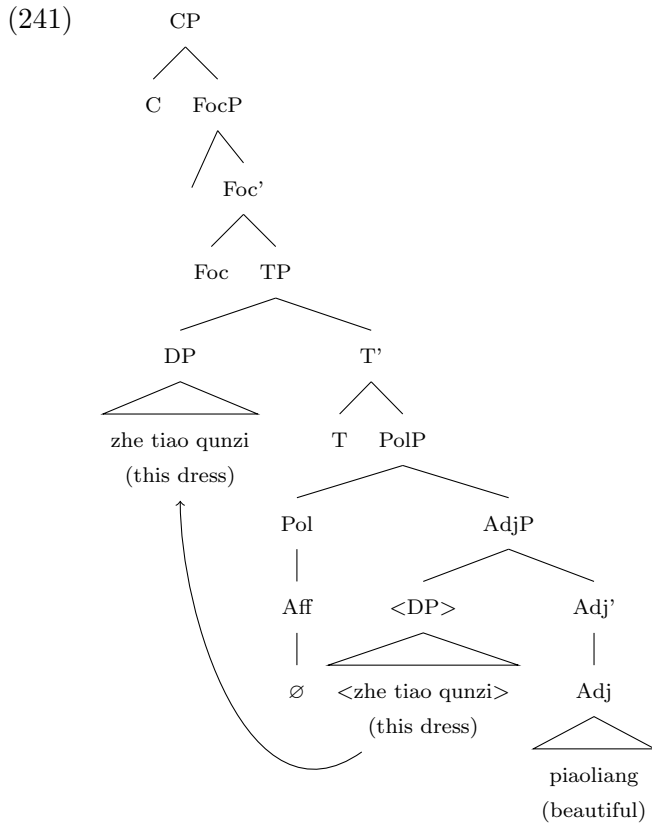 (241)
CP
C FocP
Foc'
Foc TP
DP T'
zhe tiao qunzi T PolP
(this dress)
Pol AdjP
Aff <DP> Adj'
∅ <zhe tiao qunzi> Adj
(this dress)
piaoliang
(beautiful)